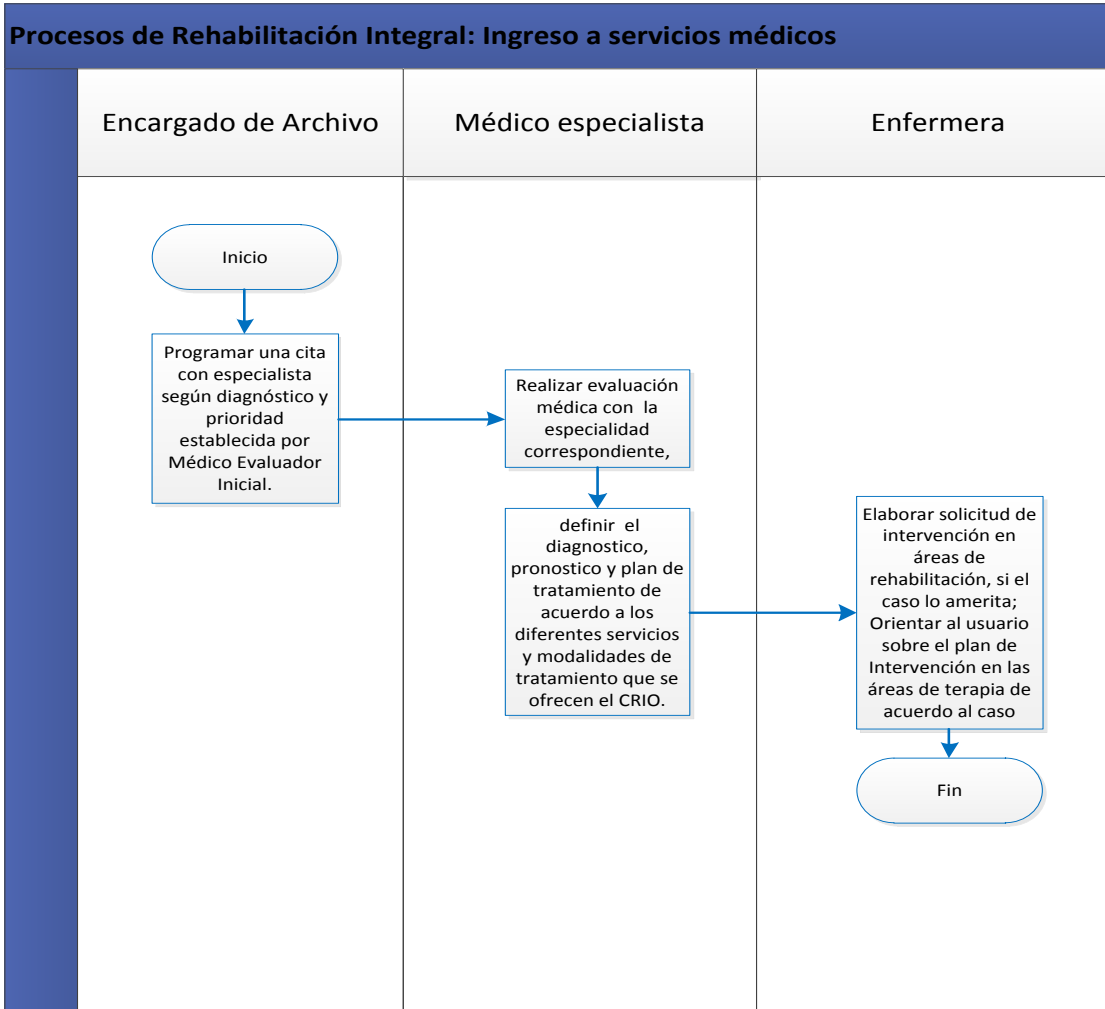 Procesos de Rehabilitación Integral: Ingreso a servicios médicos
Encargado de Archivo
Médico especialista
Enfermera
Inicio
Programar una cita
con especialista
según diagnóstico y
prioridad
establecida por
Médico Evaluador
Inicial.
Realizar evaluación
médica con la
especialidad
correspondiente,
definir el
diagnostico,
pronostico y plan de
tratamiento de
acuerdo a los
diferentes servicios
y modalidades de
tratamiento que se
ofrecen el CRIO.
Elaborar solicitud de
intervención en
áreas de
rehabilitación, si el
caso lo amerita;
Orientar al usuario
sobre el plan de
Intervención en las
áreas de terapia de
acuerdo al caso
Fin